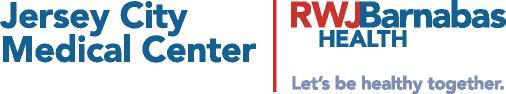 Jersey City
Medical Center
RWJBarnabas
HEALTH
Let's be healthy together.